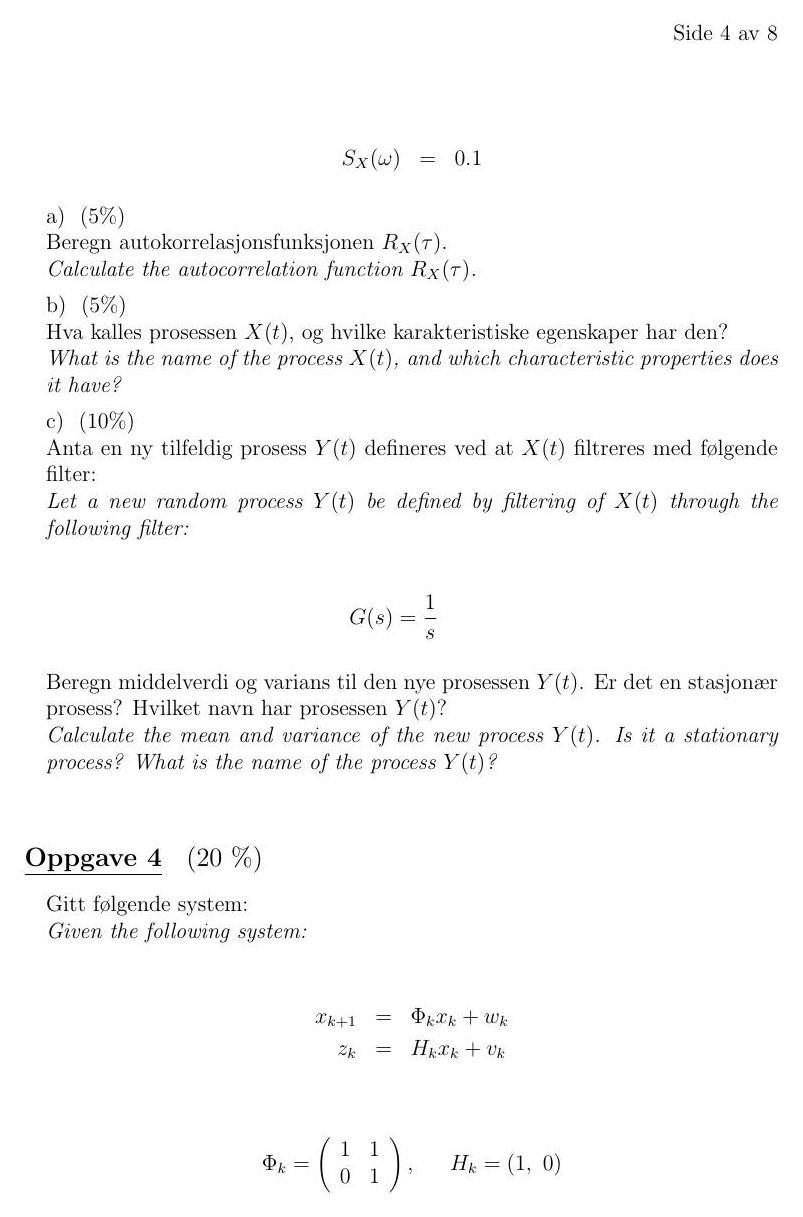 Side 4 av 8
S_X(ω) = 0.1
a) (5%)
Beregn autokorrelasjonsfunksjonen R_X(τ).
Calculate the autocorrelation function R_X(τ).
b) (5%)
Hva kalles prosessen X(t), og hvilke karakteristiske egenskaper har den?
What is the name of the process X(t), and which characteristic properties does
it have?
c) (10%)
Anta en ny tilfeldig prosess Y(t) defineres ved at X(t) filtreres med følgende
filter:
Let a new random process Y(t) be defined by filtering of X(t) through the
following filter:
G(s) = 1/s
Beregn middelverdi og varians til den nye prosessen Y(t). Er det en stasjonær
prosess? Hvilket navn har prosessen Y(t)?
Calculate the mean and variance of the new process Y(t). Is it a stationary
process? What is the name of the process Y(t)?
Oppgave 4 (20 %)
Gitt følgende system:
Given the following system:
x_{k+1} = Φ_k x_k + w_k
z_k = H_k x_k + v_k
Φ_k = ( 1 1 ; 0 1 ), H_k = (1, 0)